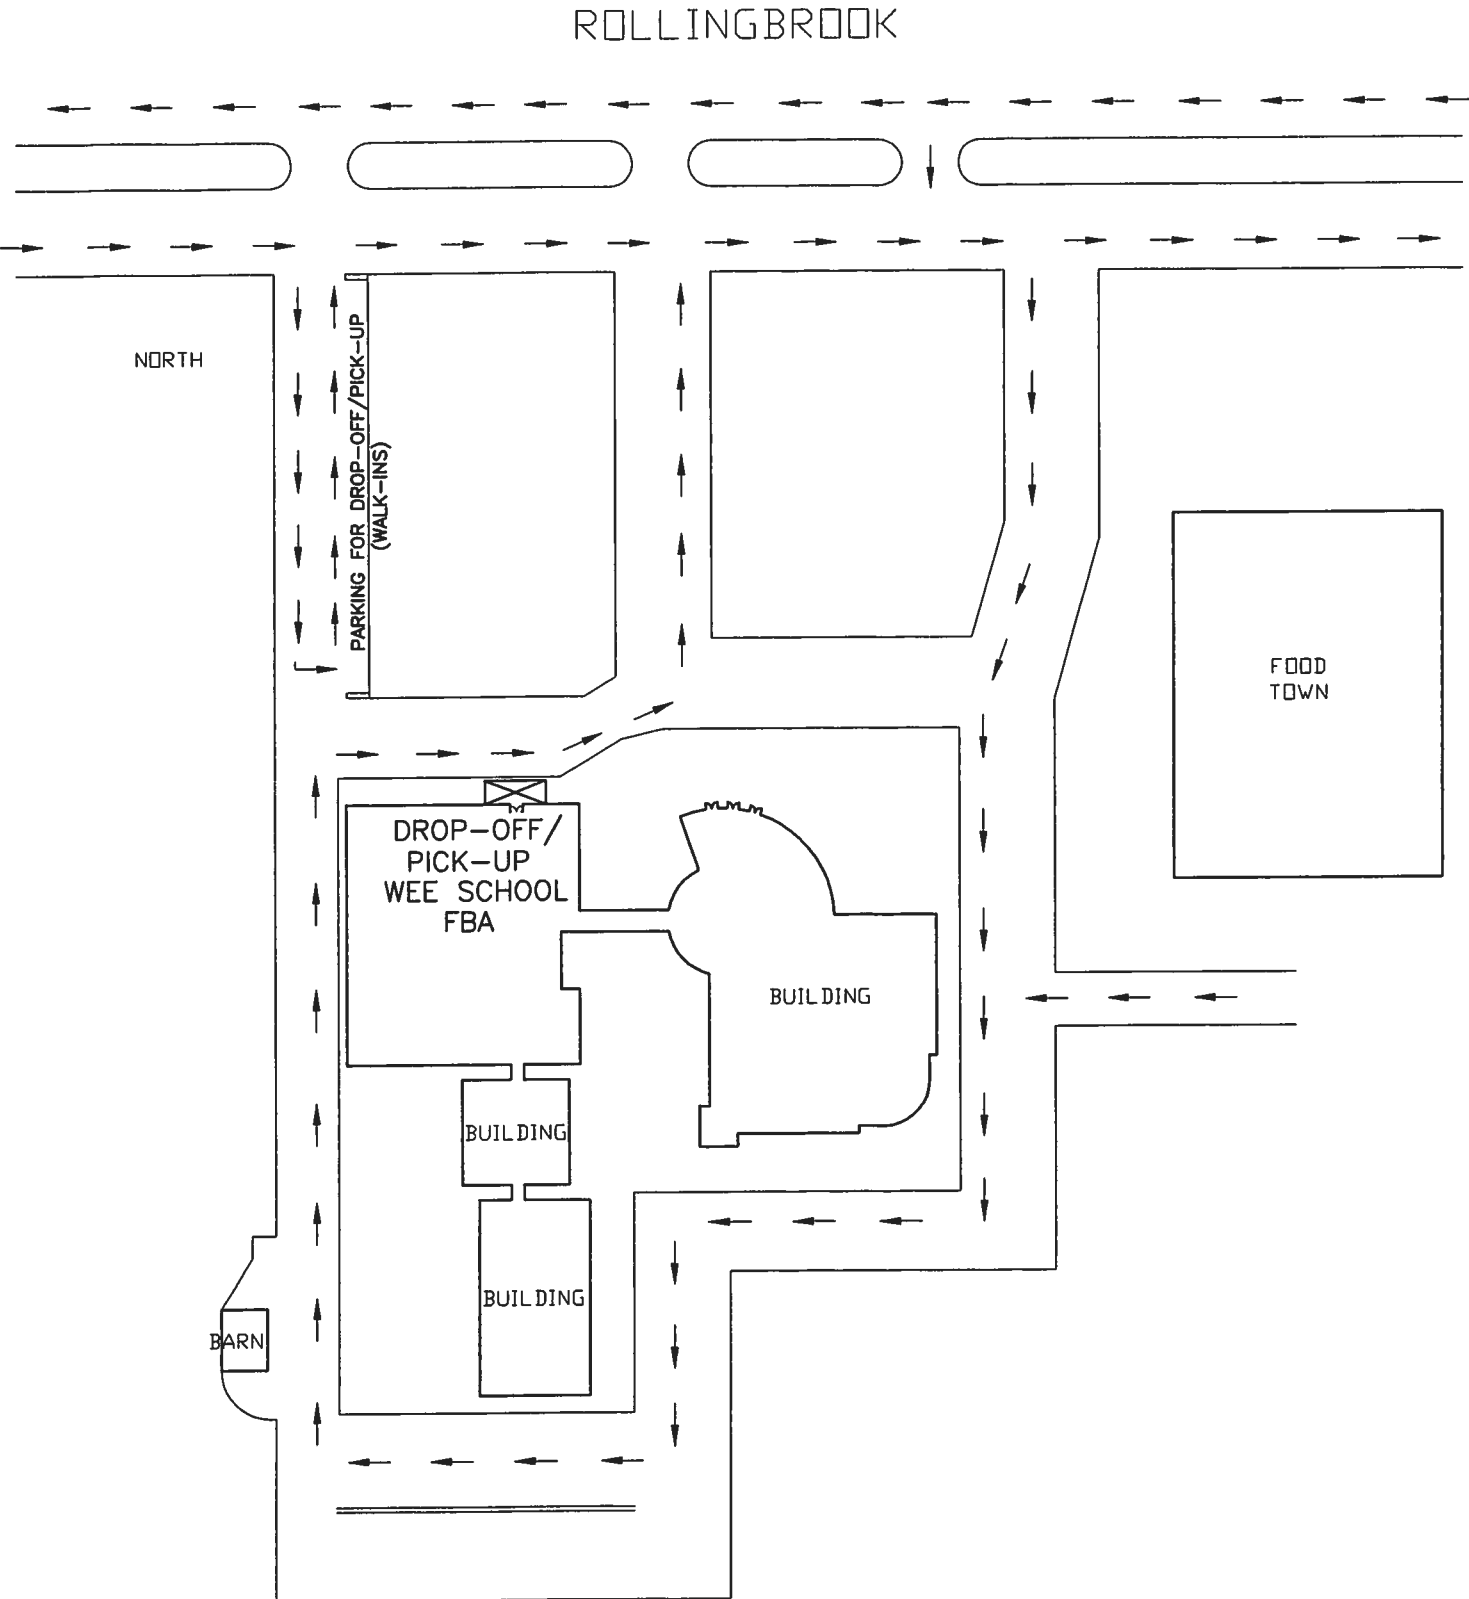 ROLLINGBROOK
NORTH
PARKING FOR DROP-OFF/PICK-UP
(WALK-INS)
FOOD
TOWN
DROP-OFF/
PICK-UP
WEE SCHOOL
FBA
BUILDING
BUILDING
BUILDING
BARN